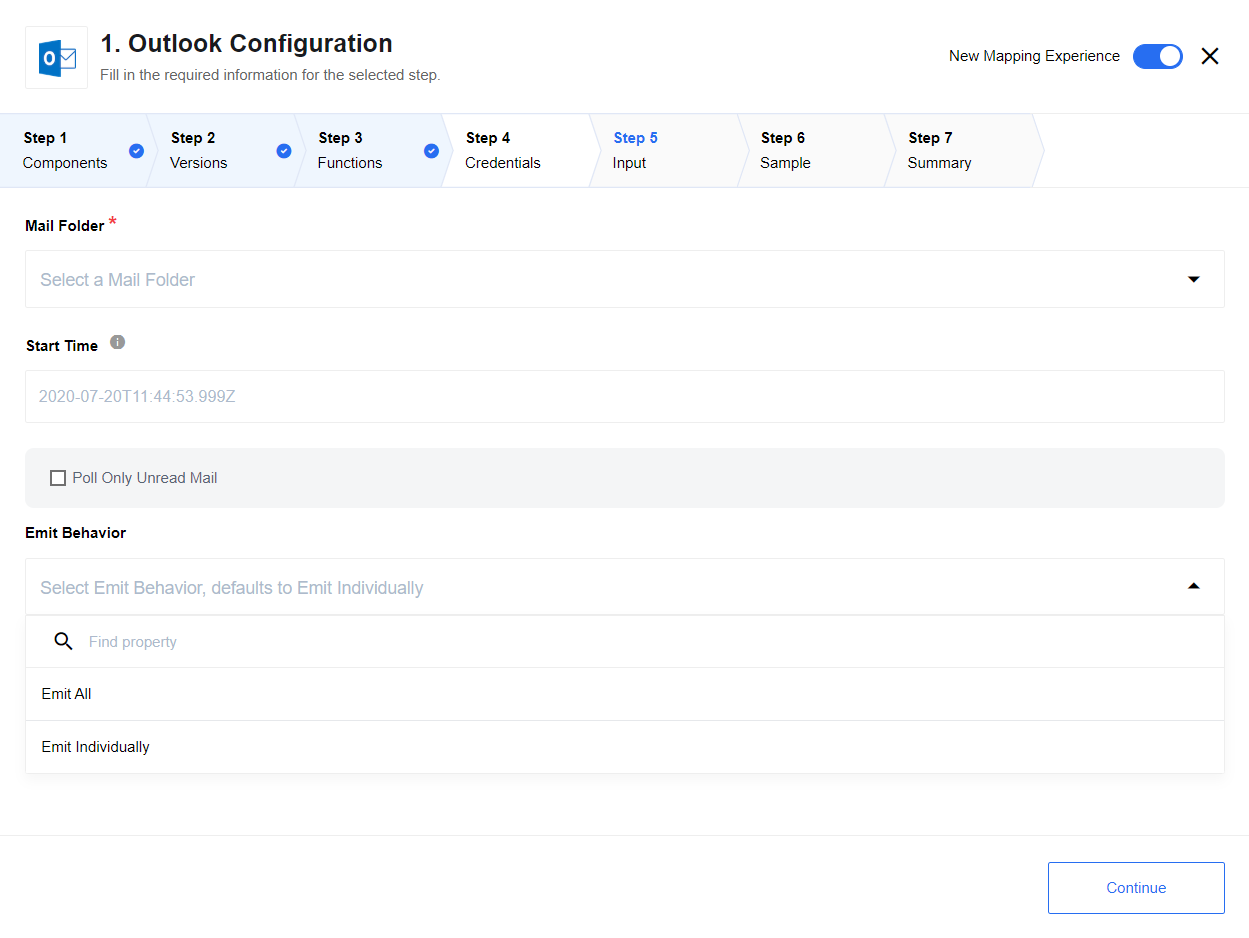 1. Outlook Configuration
Fill in the required information for the selected step.
New Mapping Experience
Step 1
Components
Step 2
Versions
Step 3
Functions
Step 4
Credentials
Step 5
Input
Step 6
Sample
Step 7
Summary
Mail Folder *
Select a Mail Folder
Start Time
2020-07-20T11:44:53.999Z
Poll Only Unread Mail
Emit Behavior
Select Emit Behavior, defaults to Emit Individually
Find property
Emit All
Emit Individually
Continue